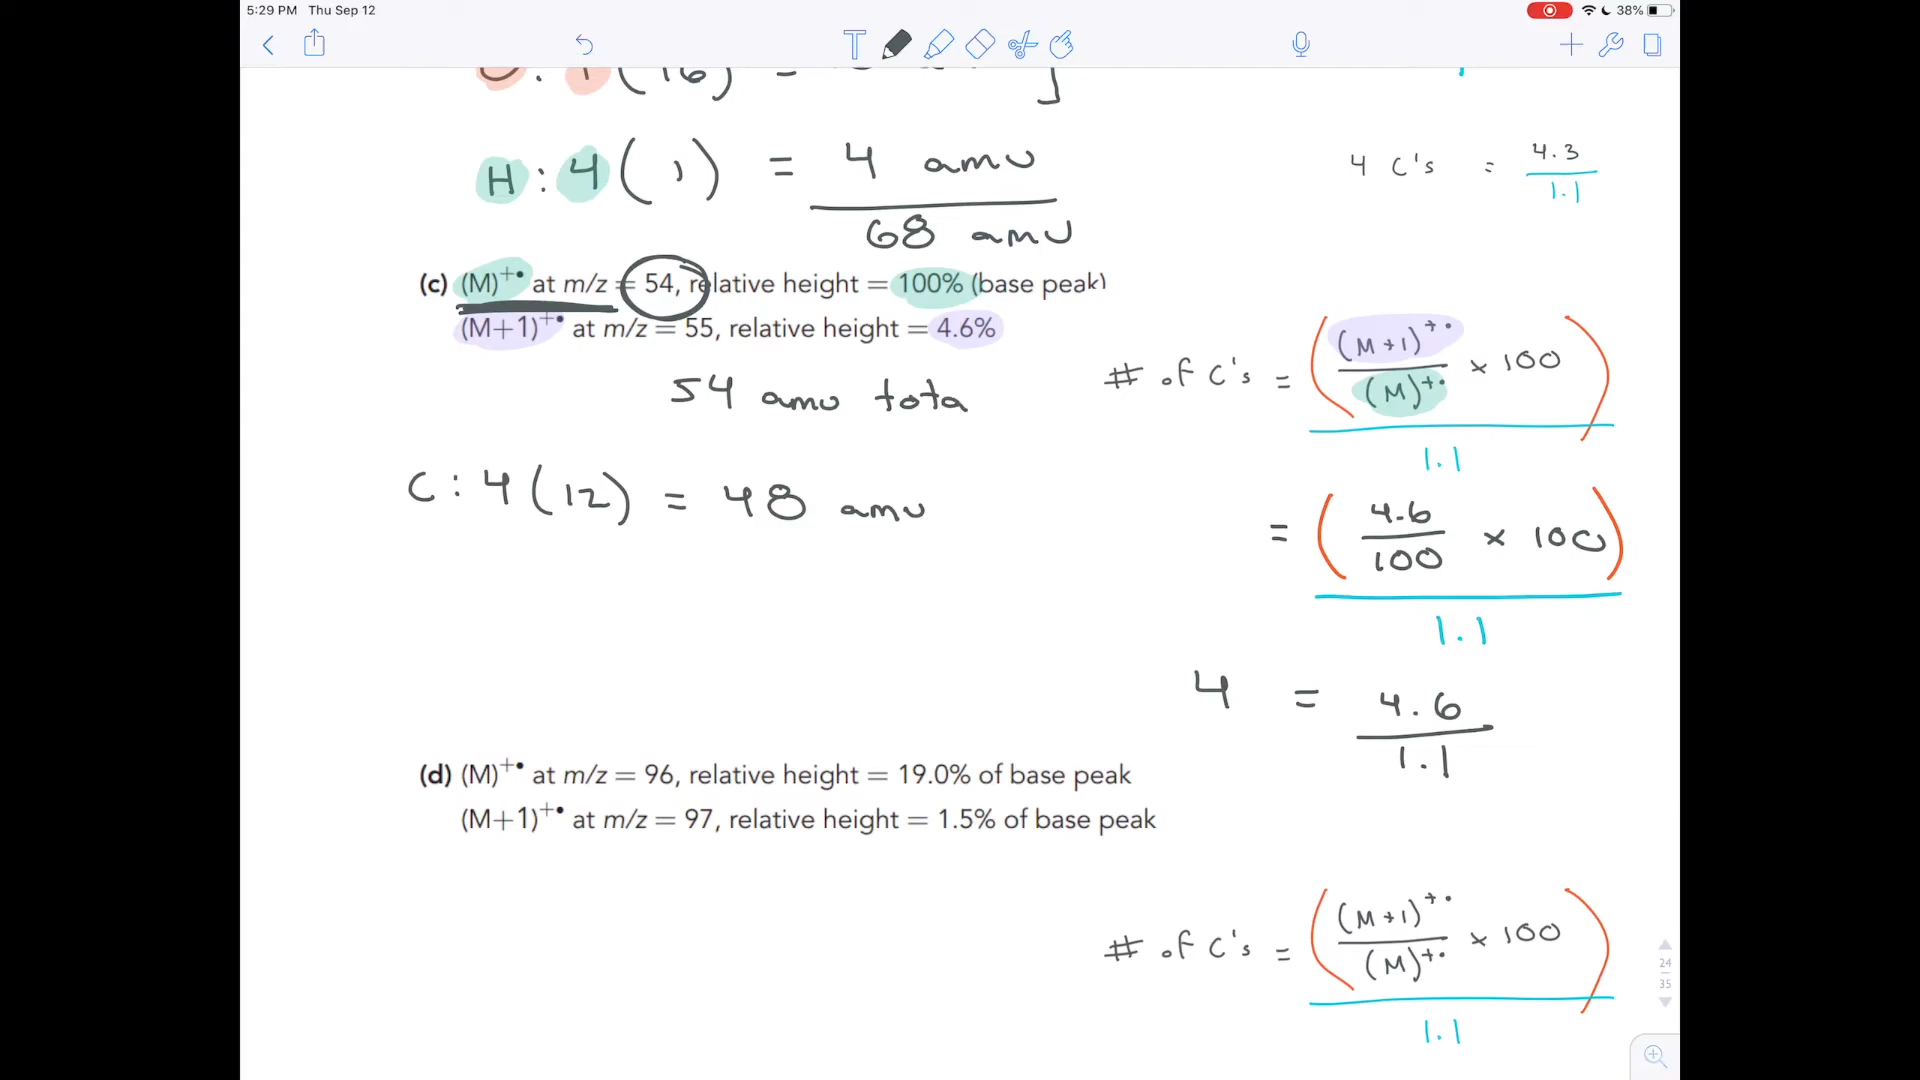 5:29 PM Thu Sep 12
38%
(16) =
H : 4 ( 1 ) = 4 amu
68 amu
4 C's = 4.3
1.1
(c) (M)+• at m/z = 54, relative height = 100% (base peak)
(M+1)+• at m/z = 55, relative height = 4.6%
54 amu tota
# of C's = ( (M+1)+• / (M)+• × 100 )
1.1
C : 4 ( 12 ) = 48 amu
= ( 4.6 / 100 × 100 )
1.1
4 = 4.6
1.1
(d) (M)+• at m/z = 96, relative height = 19.0% of base peak
(M+1)+• at m/z = 97, relative height = 1.5% of base peak
# of C's = ( (M+1)+• / (M)+• × 100 )
1.1
24
35